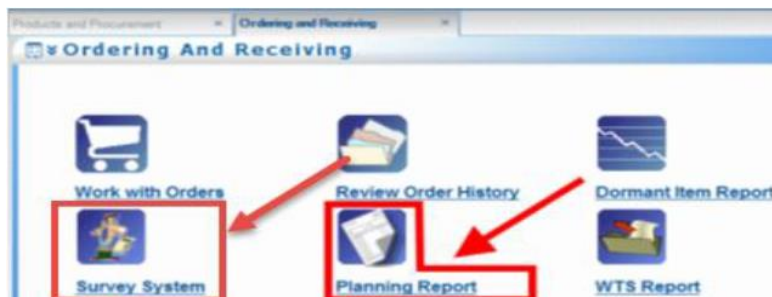 Products and Procurement Ordering and Receiving
Ordering And Receiving
Work with Orders Review Order History Dormant Item Report
Survey System Planning Report WTS Report